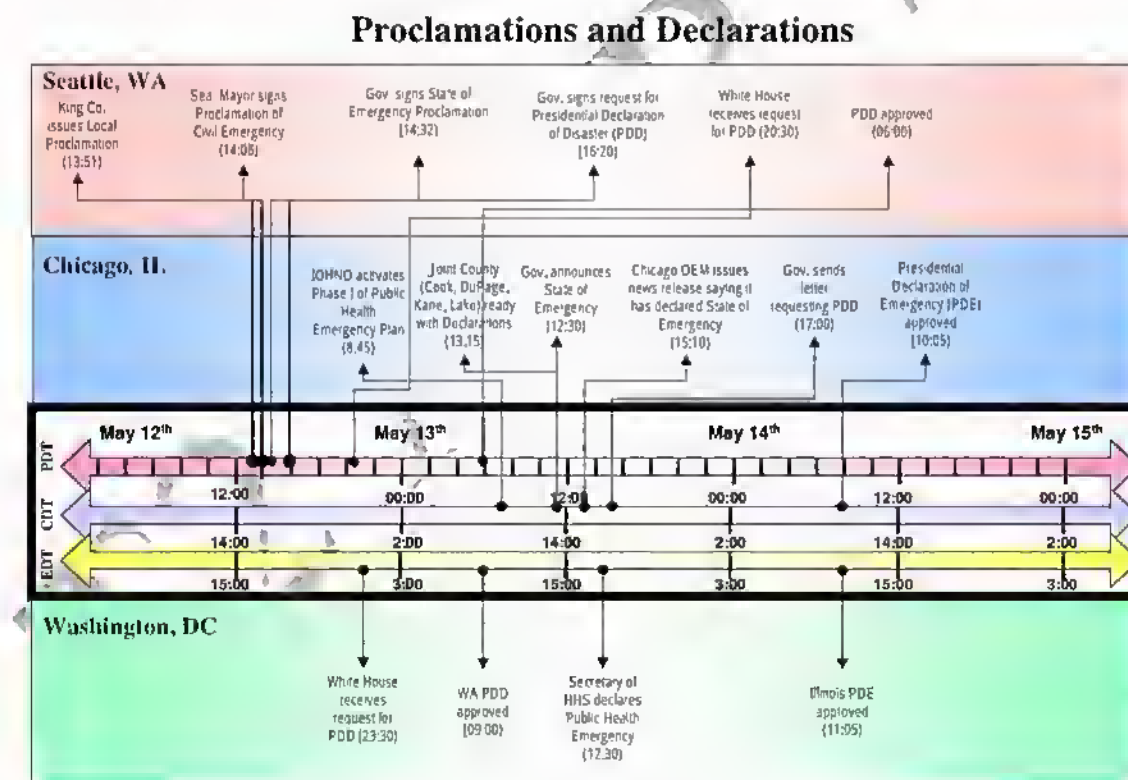 Proclamations and Declarations
Seattle, WA
King Co.
issues Local
Proclamation
(13:51)
Sea. Mayor signs
Proclamation of
Civil Emergency
(14:06)
Gov. signs State of
Emergency Proclamation
[14:32]
Gov. signs request for
Presidential Declaration
of Disaster (PDD)
[16:20]
White House
receives request
for PDD (20:30)
PDD approved
(06:00)
Chicago, IL
Phase I of Public
Health
Emergency Plan
(8:45)
Joint County
(Cook, DuPage,
Kane, Lake) ready
with Declarations
(13:15)
Gov. announces
State of
Emergency
[12:30]
Chicago OEM issues
news release saying it
has declared State of
Emergency
(15:10)
Gov. sends
letter
requesting PDD
(17:00)
Presidential
Declaration of
Emergency (PDE)
approved
[10:05]
May 12th
May 13th
May 14th
May 15th
PDT
12:00
00:00
12:00
00:00
12:00
00:00
CDT
14:00
2:00
14:00
2:00
14:00
2:00
EDT
15:00
3:00
15:00
3:00
15:00
3:00
Washington, DC
White House
receives
request for
PDD (23:30)
WA PDD
approved
[09:00]
Secretary of
HHS declares
Public Health
Emergency
(12:30)
Illinois PDE
approved
(11:05)